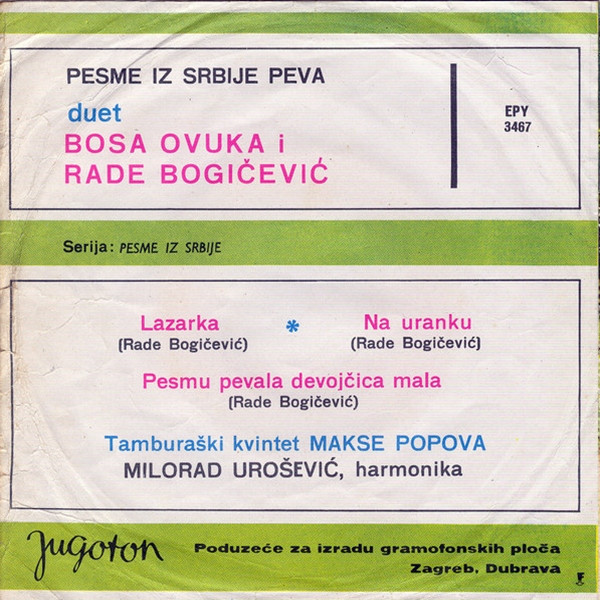 PESME IZ SRBIJE PEVA
duet
BOSA OVUKA i
RADE BOGIČEVIĆ
EPY
3467
Serija: PESME IZ SRBIJE
Lazarka * Na uranku
(Rade Bogičević) (Rade Bogičević)
Pesmu pevala devojčica mala
(Rade Bogičević)
Tamburaški kvintet MAKSE POPOVA
MILORAD UROŠEVIĆ, harmonika
Jugoton
Poduzeće za izradu gramofonskih ploča
Zagreb. Dubrava